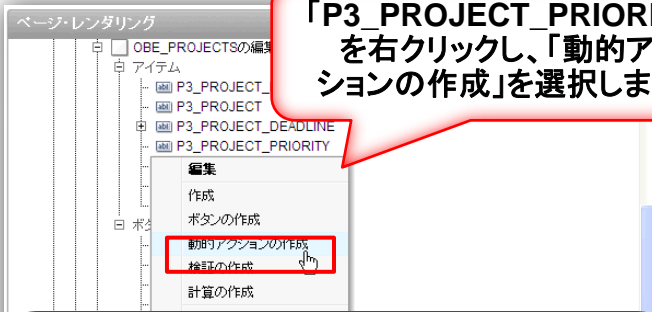 ページ・レンダリング
「P3_PROJECT_PRIORI
を右クリックし、「動的ア
ションの作成」を選択しま
OBE_PROJECTSの編集
アイテム
P3_PROJECT_
P3_PROJECT
P3_PROJECT_DEADLINE
P3_PROJECT_PRIORITY
編集
作成
ボタンの作成
ボタ
動的アクションの作成
検証の作成
計算の作成